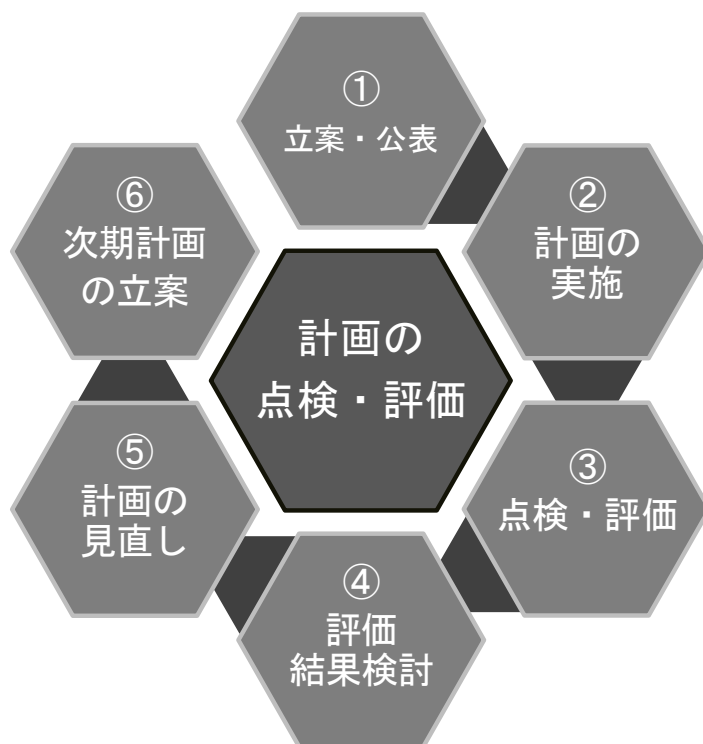 ①
立案・公表
②
計画の
実施
③
点検・評価
④
評価
結果検討
⑤
計画の
見直し
⑥
次期計画
の立案
計画の
点検・評価